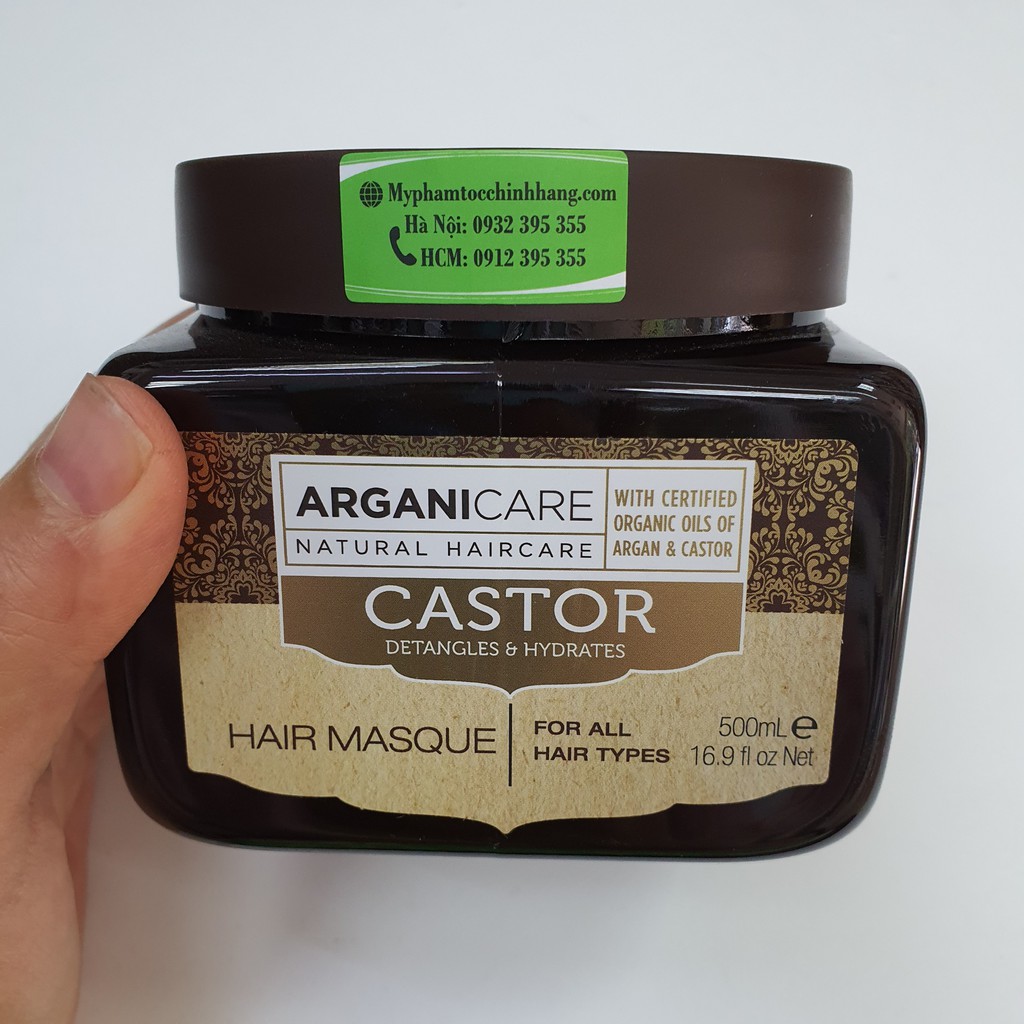 Myphamtocchinhhang.com
Hà Nội: 0932 395 355
HCM: 0912 395 355
ARGANICARE
NATURAL HAIRCARE
WITH CERTIFIED
ORGANIC OILS OF
ARGAN & CASTOR
CASTOR
DETANGLES & HYDRATES
HAIR MASQUE
FOR ALL
HAIR TYPES
500mL ℮
16.9 fl oz Net